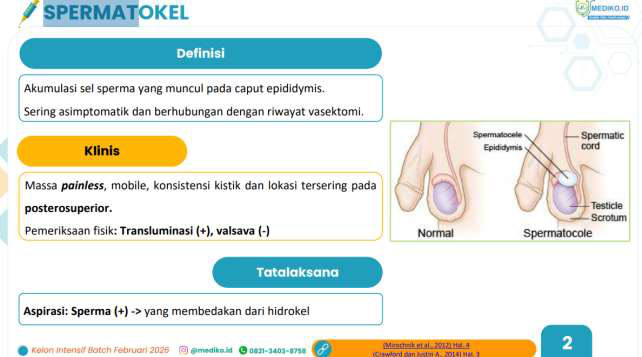 SPERMATOKEL
MEDIKO.ID
Definisi
Akumulasi sel sperma yang muncul pada caput epididymis.
Sering asimptomatik dan berhubungan dengan riwayat vasektomi.
Klinis
Massa painless, mobile, konsistensi kistik dan lokasi tersering pada
posterosuperior.
Pemeriksaan fisik: Transluminasi (+), valsava (-)
Spermatocele
Epididymis
Spermatic
cord
Testicle
Scrotum
Normal
Spermatocole
Tatalaksana
Aspirasi: Sperma (+) -> yang membedakan dari hidrokel
Kelon Intensif Batch Februari 2026
@mediko.id
0821-3403-8758
(Mirochnik et al., 2012) Hal. 4
(Crawford dan Justin A., 2014) Hal. 3
2